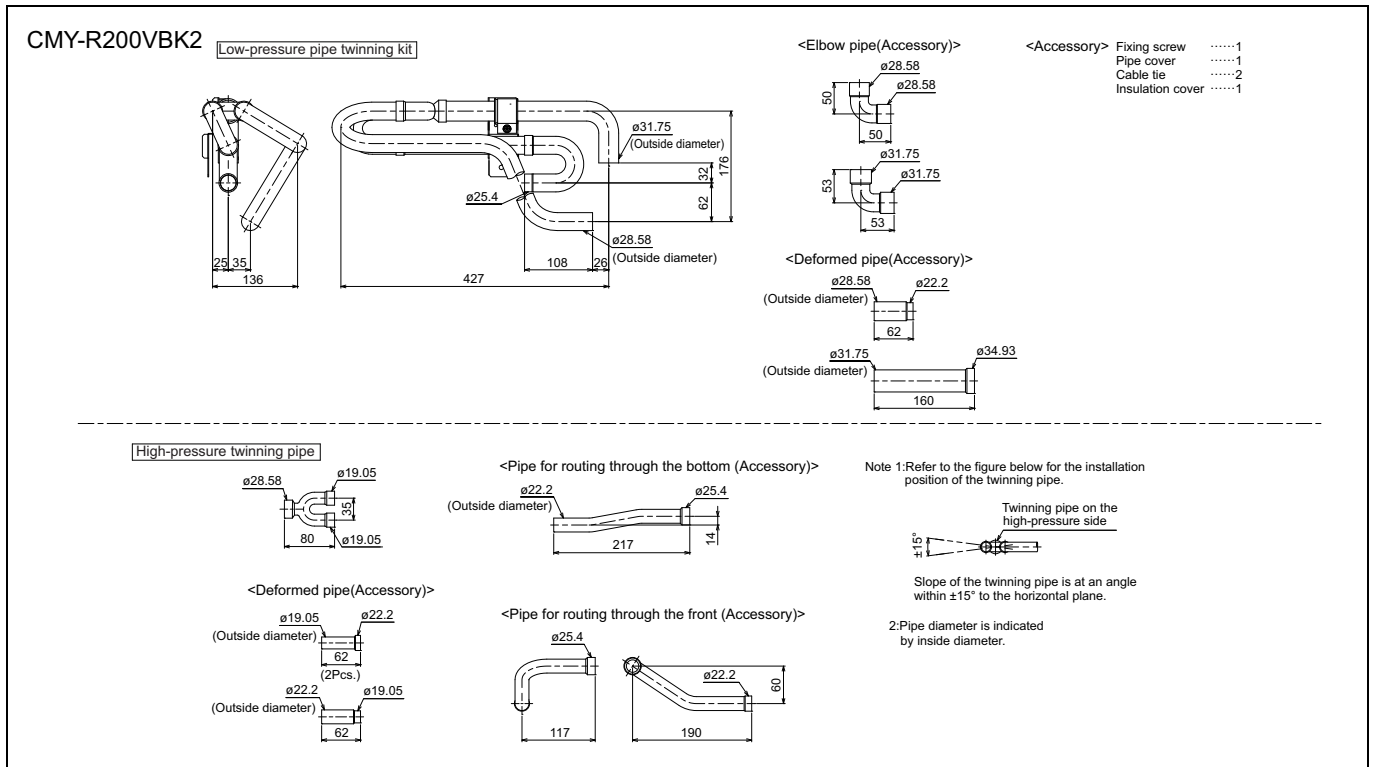 CMY-R200VBK2
Low-pressure pipe twinning kit
<Elbow pipe(Accessory)>
<Accessory> Fixing screw ······1
Pipe cover ······1
Cable tie ······2
Insulation cover ······1
ø28.58
ø28.58
50
50
ø31.75
(Outside diameter)
176
32
62
ø25.4
ø28.58
(Outside diameter)
108
26
427
25
35
136
ø31.75
ø31.75
53
53
<Deformed pipe(Accessory)>
ø28.58
(Outside diameter)
ø22.2
62
ø31.75
(Outside diameter)
ø34.93
160
High-pressure twinning pipe
ø28.58
ø19.05
35
80
ø19.05
<Pipe for routing through the bottom (Accessory)>
ø22.2
(Outside diameter)
ø25.4
217
14
Note 1:Refer to the figure below for the installation
position of the twinning pipe.
Twinning pipe on the
high-pressure side
±15°
Slope of the twinning pipe is at an angle
within ±15° to the horizontal plane.
2:Pipe diameter is indicated
by inside diameter.
<Deformed pipe(Accessory)>
ø19.05
(Outside diameter)
ø22.2
62
(2Pcs.)
ø22.2
(Outside diameter)
ø19.05
62
<Pipe for routing through the front (Accessory)>
ø25.4
117
ø22.2
60
190